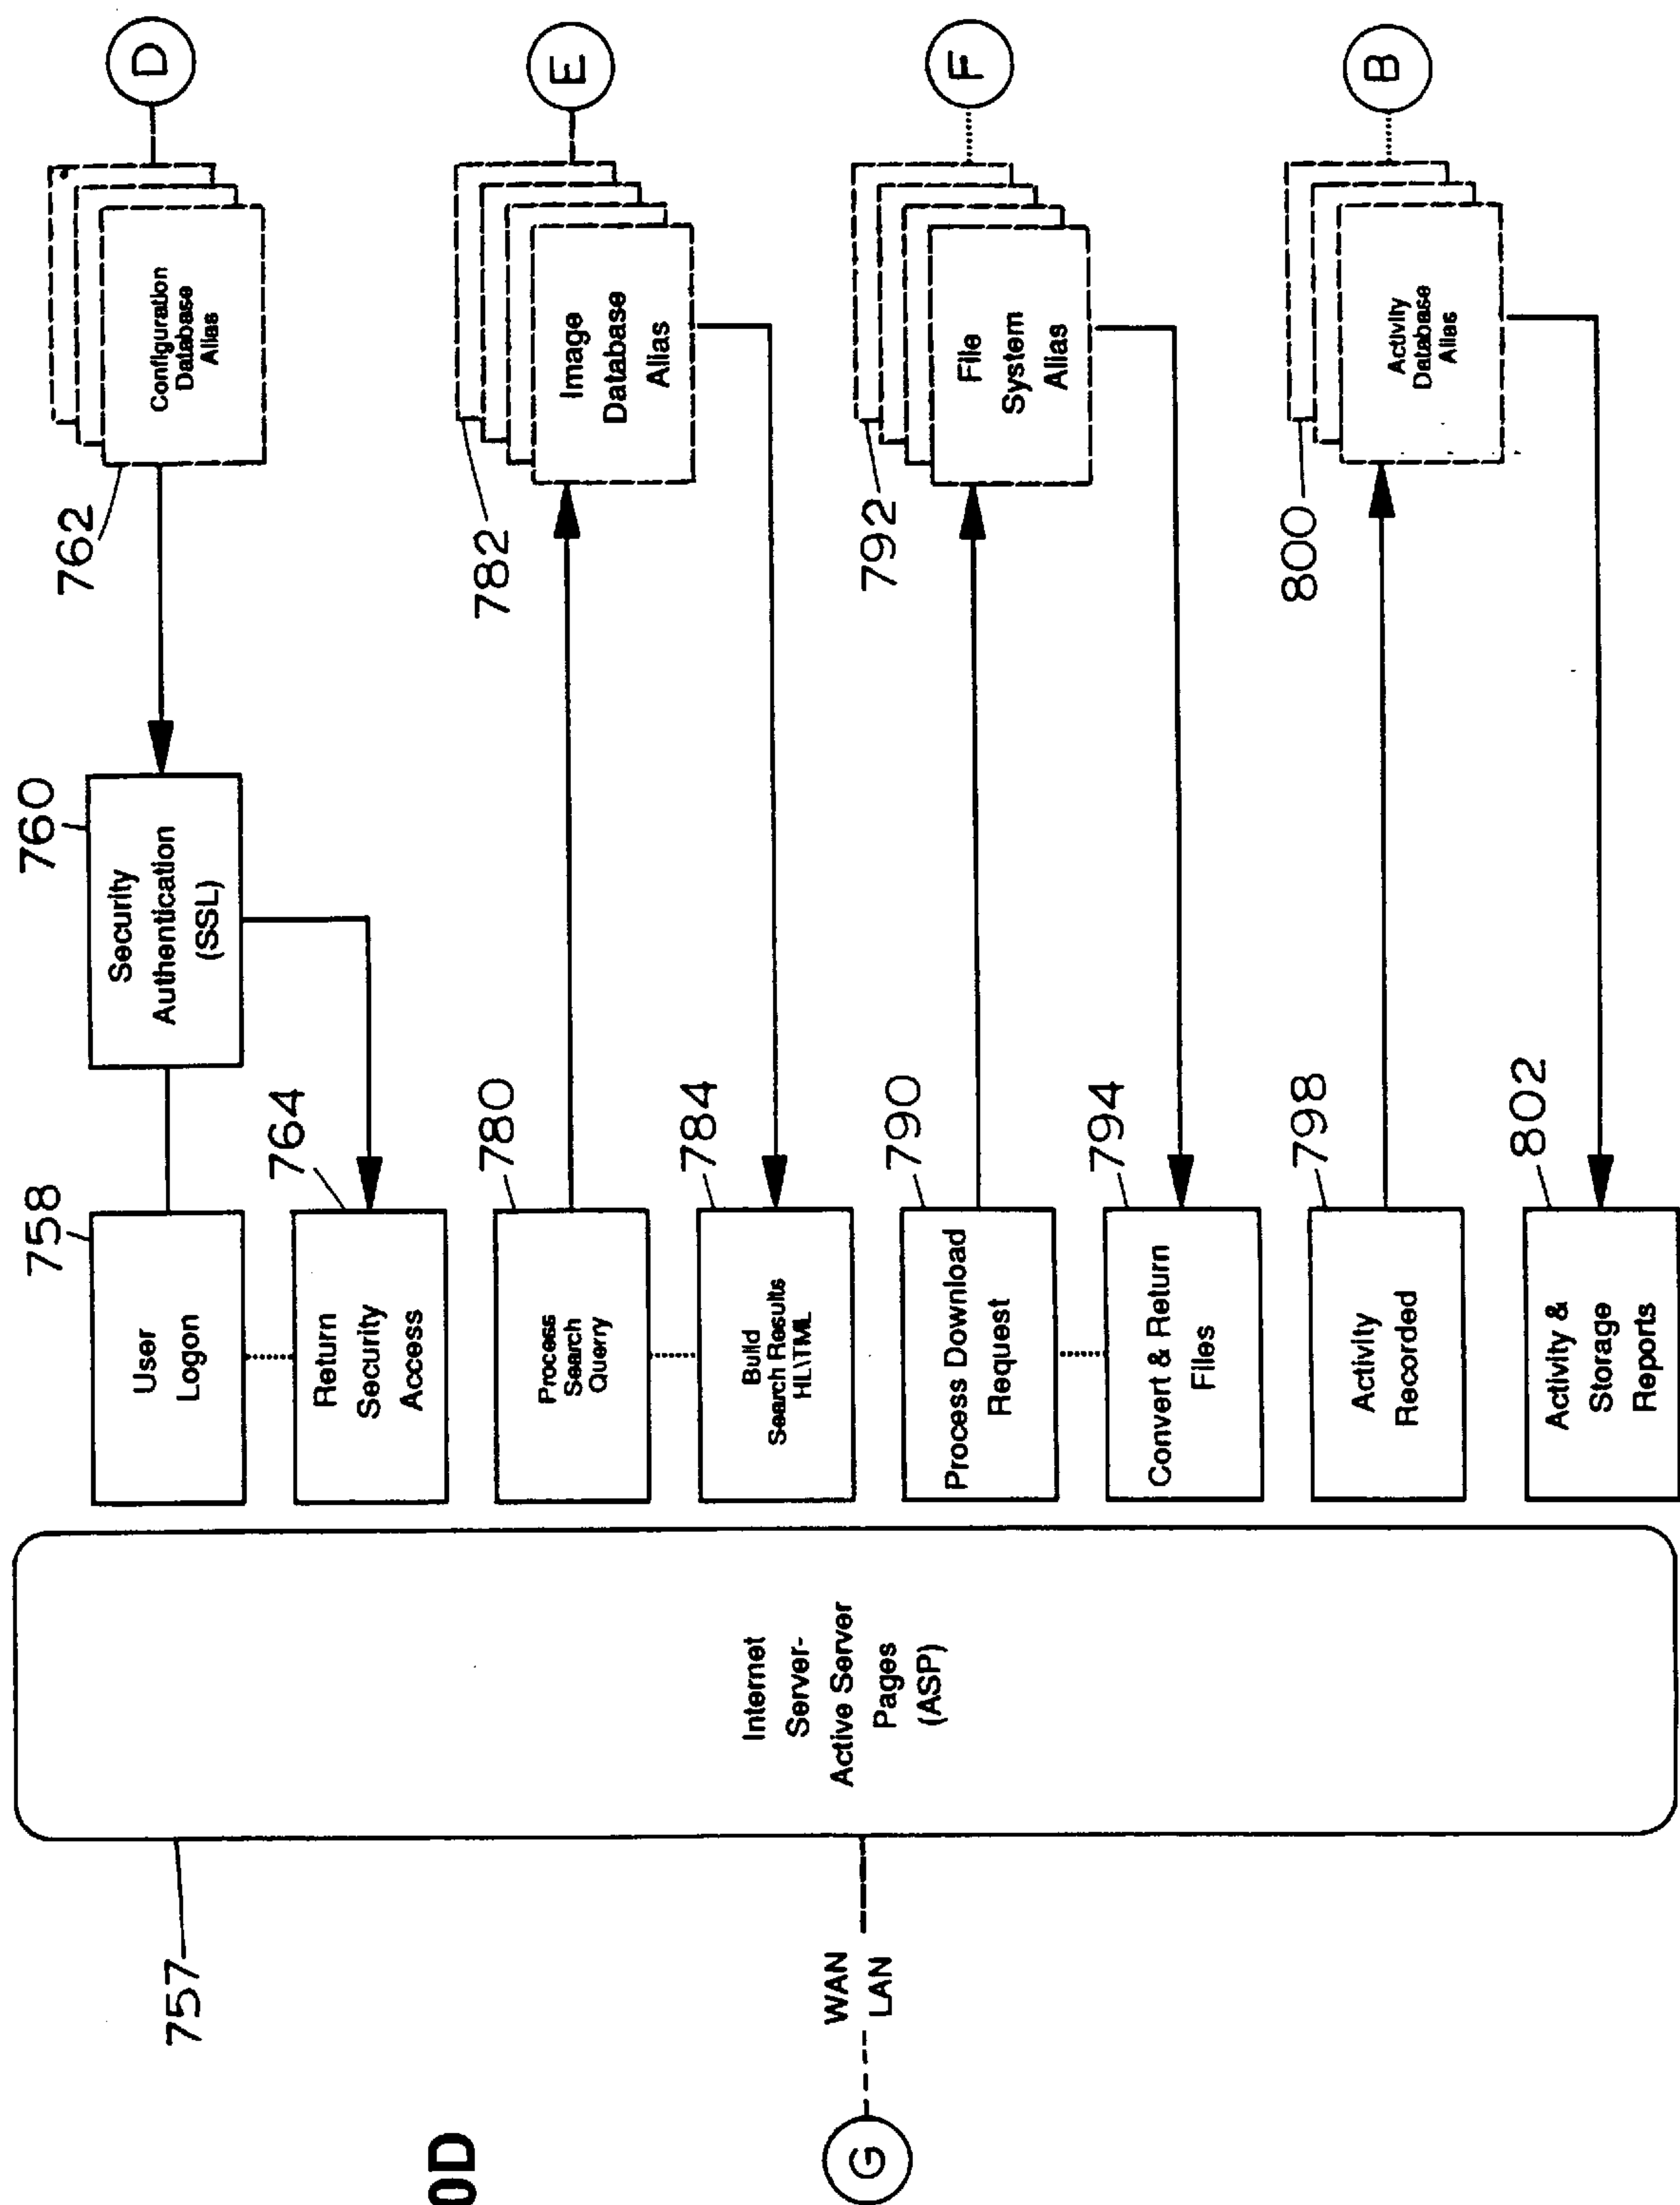 D
E
F
B
Configuration
Database
Alias
762
Image
Database
Alias
782
File
System
Alias
792
Activity
Database
Alias
800
760
Security
Authentication
(SSL)
758
User
Logon
764
Return
Security
Access
780
Process
Search
Querry
784
Build
Search Results
HL\TML
790
Process Download
Request
794
Convert & Return
Files
798
Activity
Recorded
802
Activity &
Storage
Reports
757
Internet
Server-
Active Server
Pages
(ASP)
WAN
LAN
G
0D